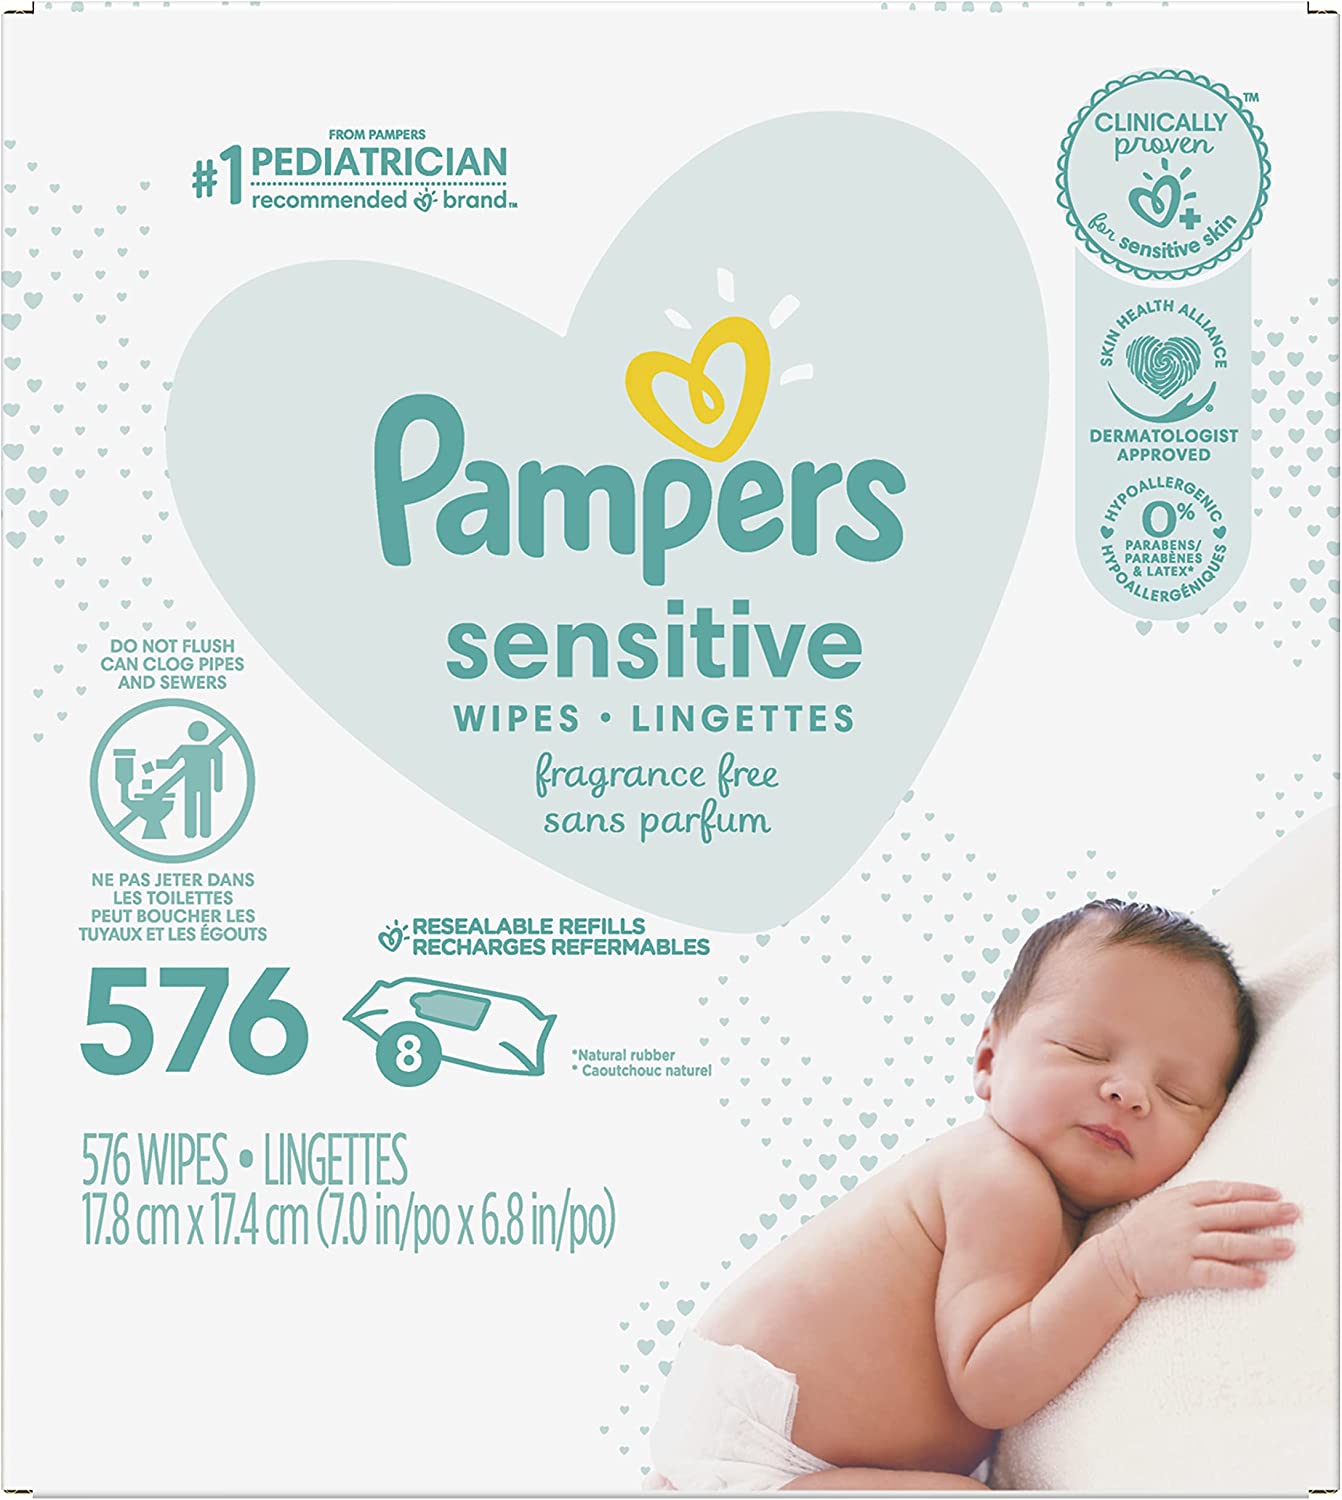 FROM PAMPERS
#1 PEDIATRICIAN
recommended brand™
CLINICALLY
proven
for sensitive skin
™
SKIN HEALTH ALLIANCE
®
DERMATOLOGIST
APPROVED
HYPOALLERGENIC
0%
PARABENS/
PARABÈNES
& LATEX*
HYPOALLERGÉNIQUES
Pampers
sensitive
WIPES • LINGETTES
fragrance free
sans parfum
DO NOT FLUSH
CAN CLOG PIPES
AND SEWERS
NE PAS JETER DANS
LES TOILETTES
PEUT BOUCHER LES
TUYAUX ET LES ÉGOUTS
RESEALABLE REFILLS
RECHARGES REFERMABLES
576
8
*Natural rubber
* Caoutchouc naturel
576 WIPES • LINGETTES
17.8 cm x 17.4 cm (7.0 in/po x 6.8 in/po)